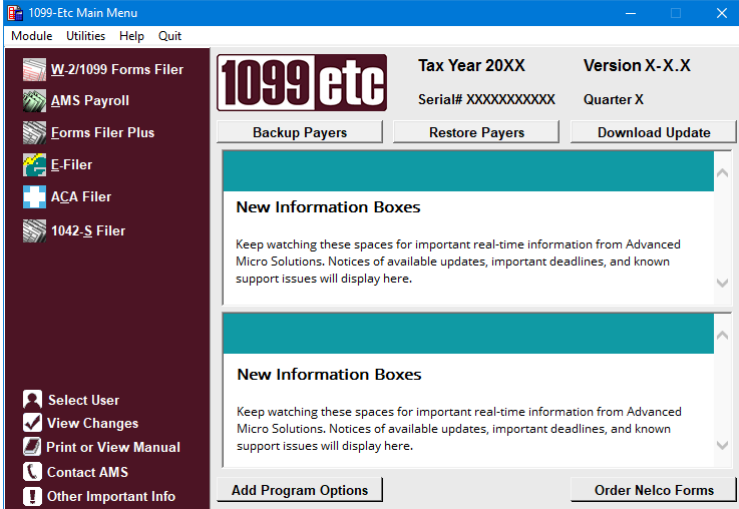 1099-Etc Main Menu
Module Utilities Help Quit
W-2/1099 Forms Filer
AMS Payroll
Forms Filer Plus
E-Filer
ACA Filer
1042-S Filer
Select User
View Changes
Print or View Manual
Contact AMS
Other Important Info
1099 etc
Tax Year 20XX
Version X-X.X
Serial# XXXXXXXXXXX
Quarter X
Backup Payers
Restore Payers
Download Update
New Information Boxes
Keep watching these spaces for important real-time information from Advanced
Micro Solutions. Notices of available updates, important deadlines, and known
support issues will display here.
New Information Boxes
Keep watching these spaces for important real-time information from Advanced
Micro Solutions. Notices of available updates, important deadlines, and known
support issues will display here.
Add Program Options
Order Nelco Forms